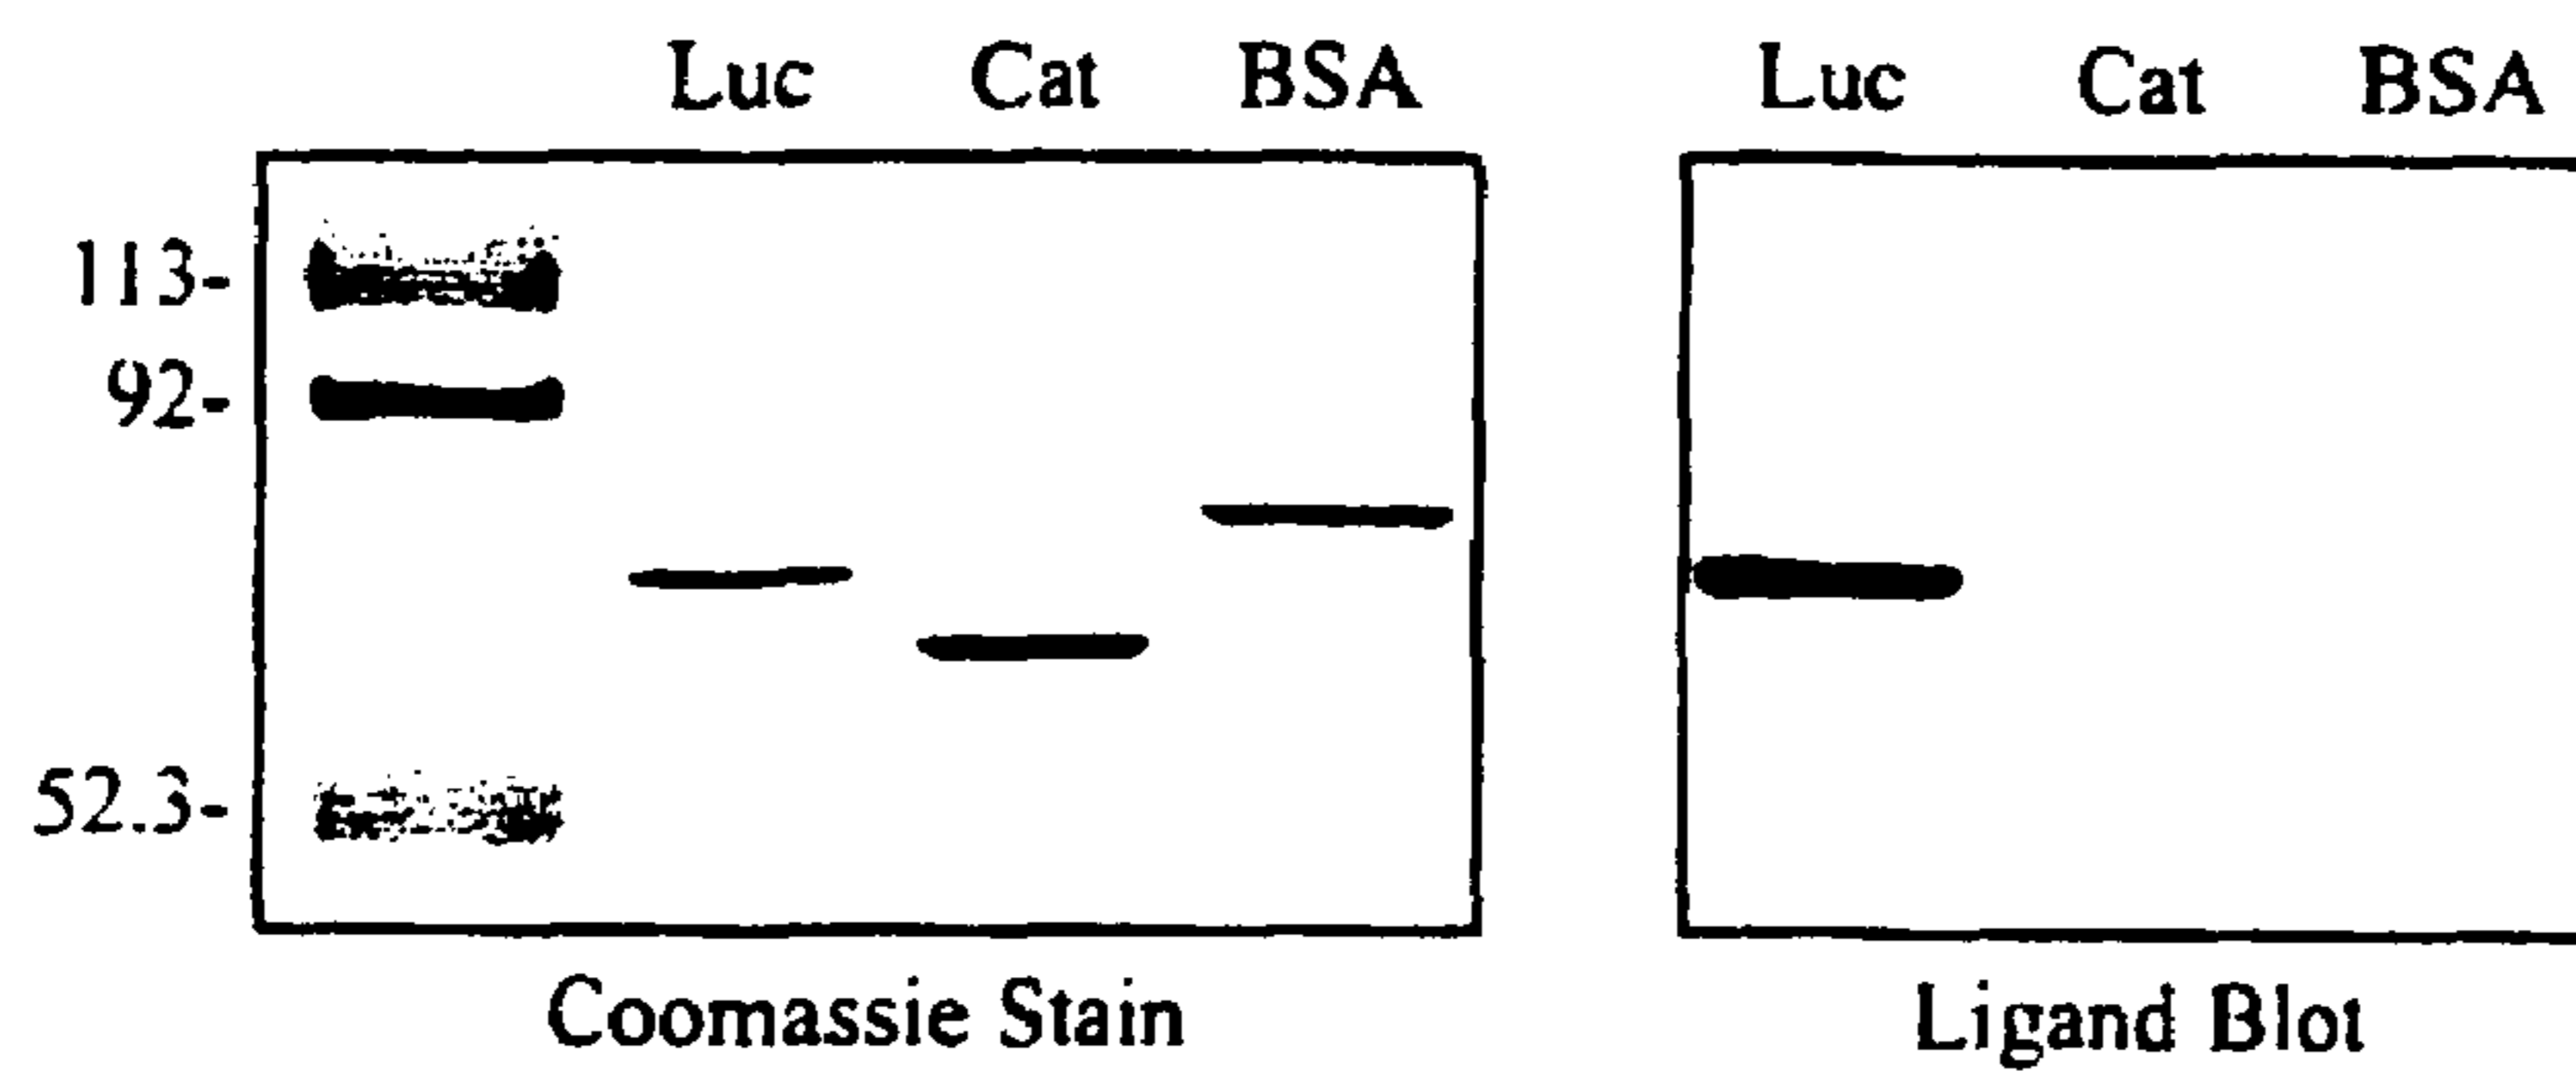 Luc Cat BSA Luc Cat BSA
113-
92-
52.3-
Coomassie Stain Ligand Blot